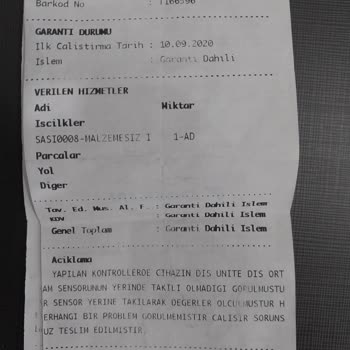 Barkod No : 1106596
GARANTI DURUMU
Ilk Calistirma Tarih : 10.09.2020
Islem : Garanti Dahili
VERILEN HIZMETLER
Adi Miktar
Iscilkler
SASI0008-MALZEMESIZ I 1-AD
Parcalar
Yol
Diger
Tav. Ed. Mus. Al. F. : Garanti Dahili Islem
KDV : Garanti Dahili Islem
Genel Toplam : Garanti Dahili Islem
Aciklama
YAPILAN KONTROLLERDE CIHAZIN DIS UNITE DIS ORT
AM SENSORUNUN YERINDE TAKILI OLMADIGI GORULMUSTU
R SENSOR YERINE TAKILARAK DEGERLER OLCULMUSTUR H
ERHANGI BIR PROBLEM GORULMEMISTIR CALISIR SORUNS
UZ TESLIM EDILMISTIR.